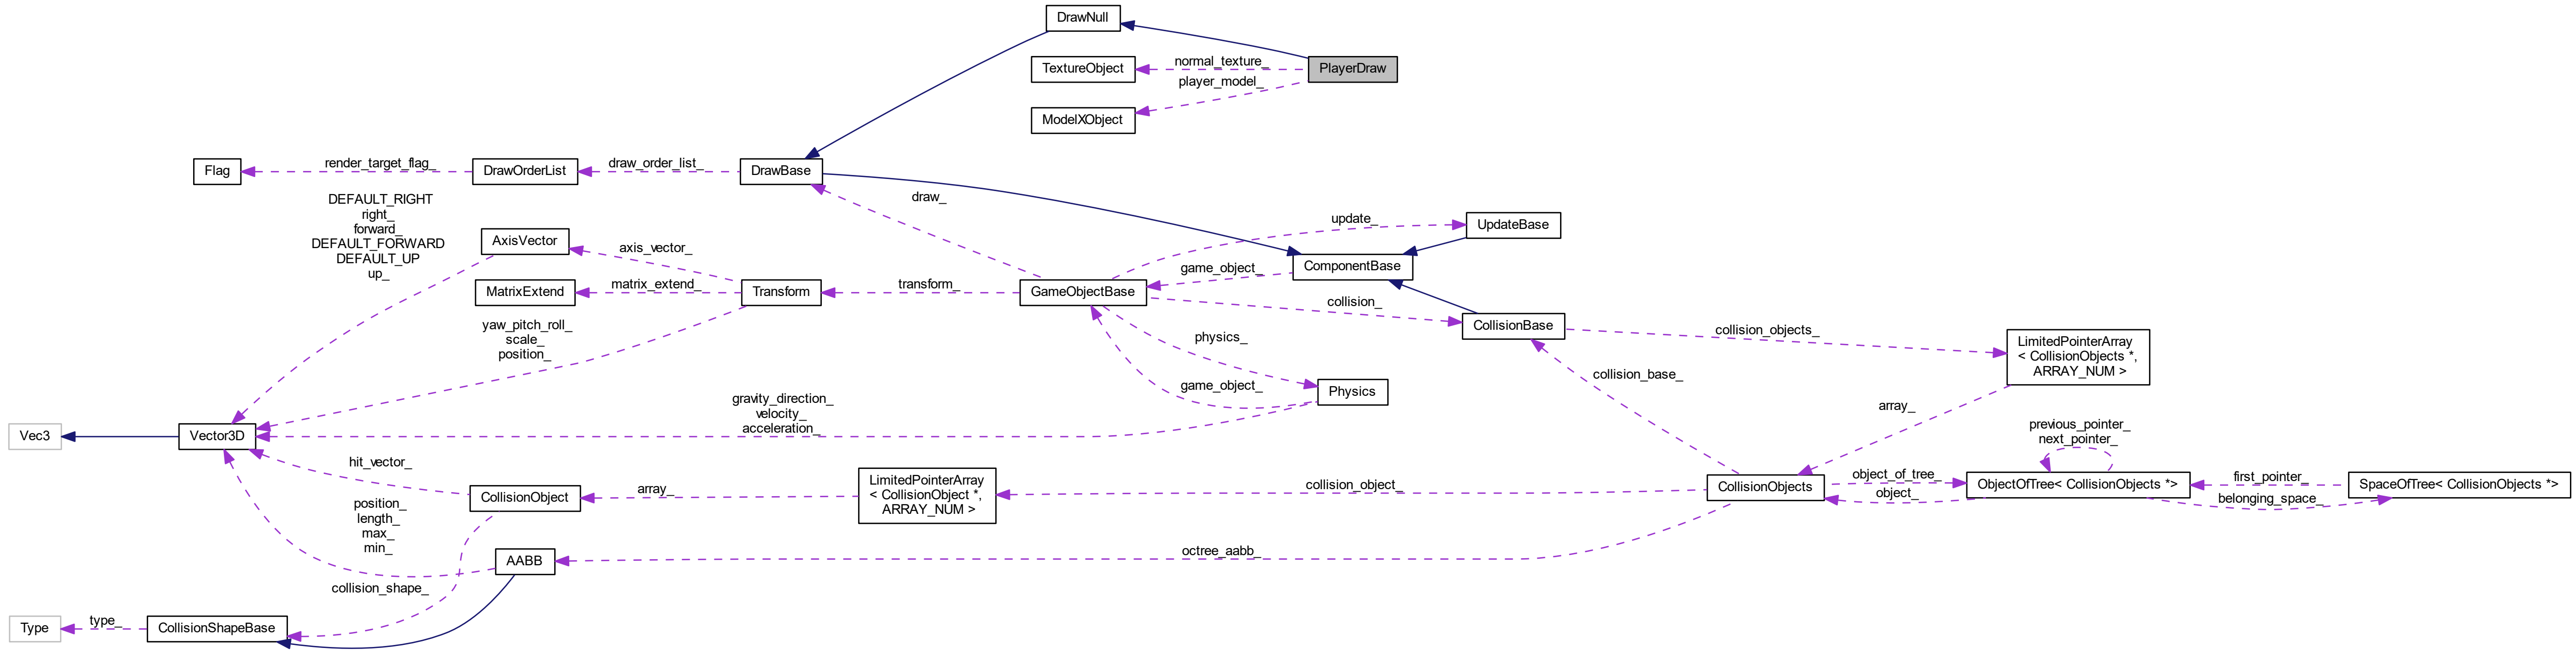 DrawNull
TextureObject
normal_texture_
PlayerDraw
player_model_
ModelXObject
Flag
render_target_flag_
DrawOrderList
draw_order_list_
DrawBase
draw_
DEFAULT_RIGHT
right_
forward_
DEFAULT_FORWARD
DEFAULT_UP
up_
AxisVector
axis_vector_
update_
UpdateBase
MatrixExtend
matrix_extend_
Transform
transform_
GameObjectBase
game_object_
ComponentBase
collision_
CollisionBase
collision_objects_
LimitedPointerArray
< CollisionObjects *,
ARRAY_NUM >
yaw_pitch_roll_
scale_
position_
physics_
game_object_
Physics
collision_base_
array_
gravity_direction_
velocity_
acceleration_
Vec3
Vector3D
hit_vector_
CollisionObject
array_
LimitedPointerArray
< CollisionObject *,
ARRAY_NUM >
collision_object_
CollisionObjects
object_of_tree_
object_
previous_pointer_
next_pointer_
ObjectOfTree< CollisionObjects *>
first_pointer_
belonging_space_
SpaceOfTree< CollisionObjects *>
position_
length_
max_
min_
AABB
octree_aabb_
collision_shape_
Type
type_
CollisionShapeBase